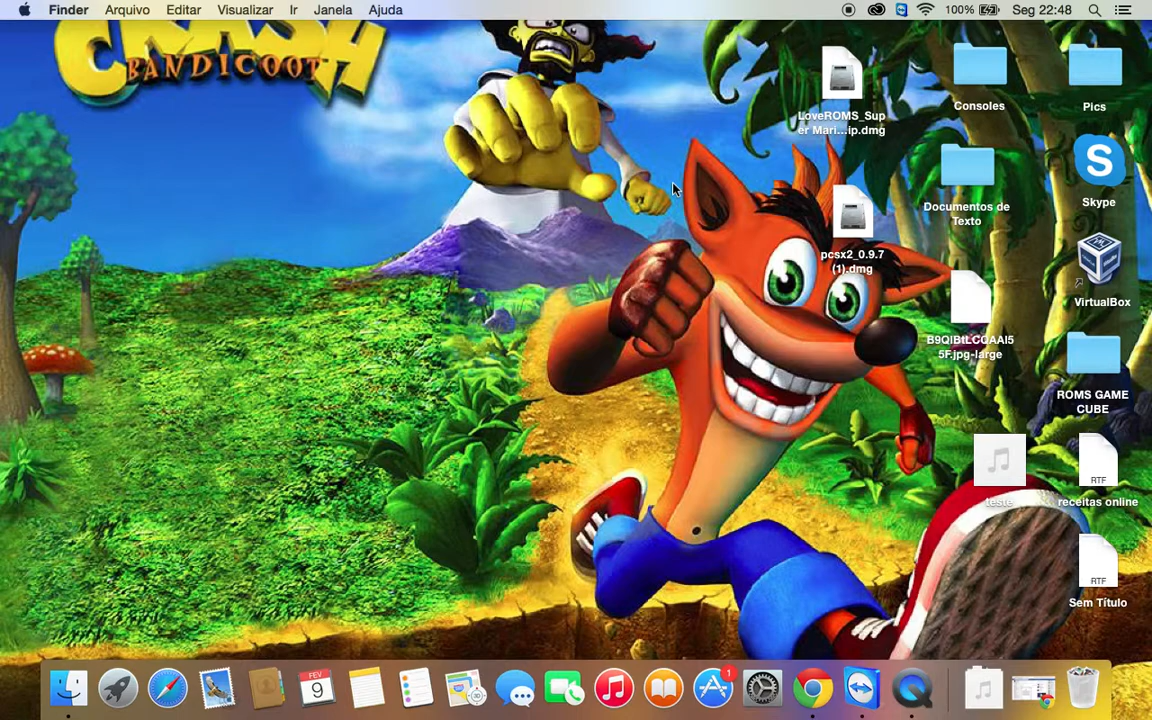 Finder Arquivo Editar Visualizar Ir Janela Ajuda 100% Seg 22:48
CRASH
BANDICOOT
LoveROMS_Sup
er Mari...ip.dmg
Consoles
Pics
Documentos de
Texto
S
Skype
pcsx2_0.9.7
(1).dmg
VirtualBox
B9QIBtLCQAAI5
5F.jpg-large
ROMS GAME
CUBE
teste
RTF
receitas online
RTF
Sem Título
FEV
9
1